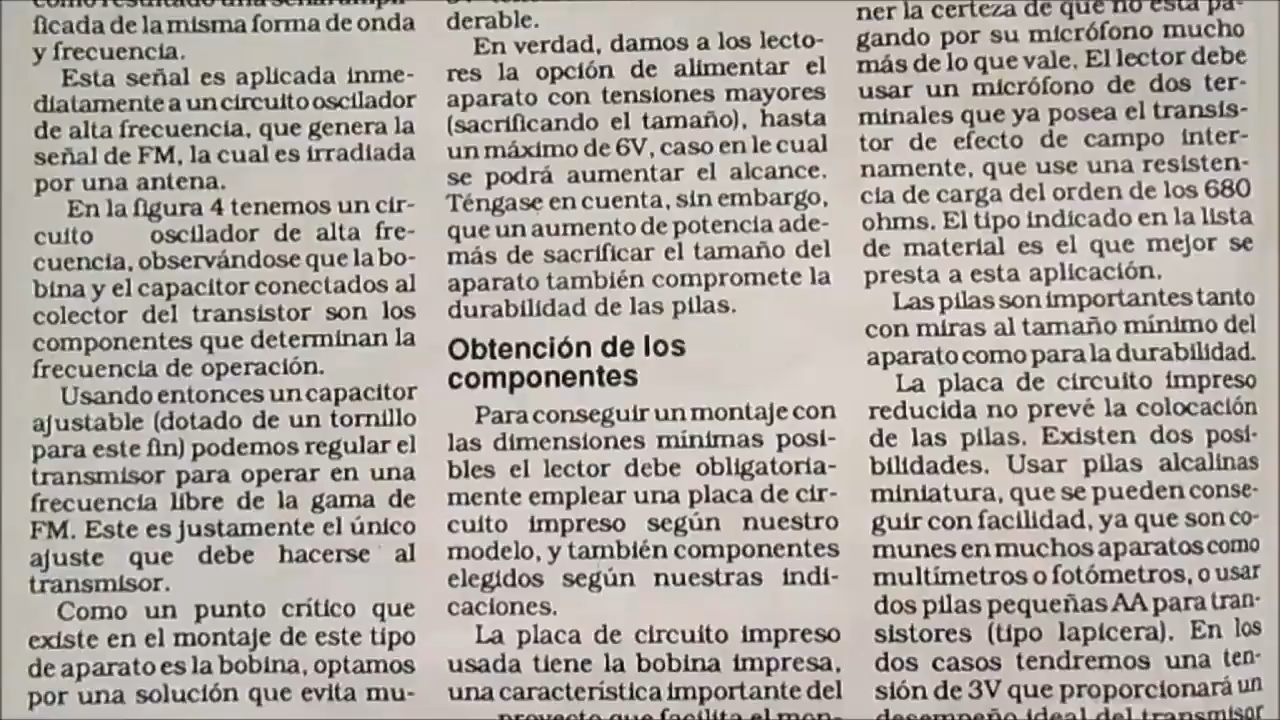 como resultado una señal ampli-
ficada de la misma forma de onda
y frecuencia.
Esta señal es aplicada inme-
diatamente a un circuito oscilador
de alta frecuencia, que genera la
señal de FM, la cual es irradiada
por una antena.
En la figura 4 tenemos un cir-
cuito oscilador de alta fre-
cuencia, observándose que la bo-
bina y el capacitor conectados al
colector del transistor son los
componentes que determinan la
frecuencia de operación.
Usando entonces un capacitor
ajustable (dotado de un tornillo
para este fin) podemos regular el
transmisor para operar en una
frecuencia libre de la gama de
FM. Este es justamente el único
ajuste que debe hacerse al
transmisor.
Como un punto crítico que
existe en el montaje de este tipo
de aparato es la bobina, optamos
por una solución que evita mu-
derable.
En verdad, damos a los lecto-
res la opción de alimentar el
aparato con tensiones mayores
(sacrificando el tamaño), hasta
un máximo de 6V, caso en le cual
se podrá aumentar el alcance.
Téngase en cuenta, sin embargo,
que un aumento de potencia ade-
más de sacrificar el tamaño del
aparato también compromete la
durabilidad de las pilas.
Obtención de los
componentes
Para conseguir un montaje con
las dimensiones mínimas posi-
bles el lector debe obligatoria-
mente emplear una placa de cir-
cuito impreso según nuestro
modelo, y también componentes
elegidos según nuestras indi-
caciones.
La placa de circuito impreso
usada tiene la bobina impresa,
una característica importante del
proyecto que facilita el mon-
ner la certeza de que no está pa-
gando por su micrófono mucho
más de lo que vale. El lector debe
usar un micrófono de dos ter-
minales que ya posea el transis-
tor de efecto de campo inter-
namente, que use una resisten-
cia de carga del orden de los 680
ohms. El tipo indicado en la lista
de material es el que mejor se
presta a esta aplicación.
Las pilas son importantes tanto
con miras al tamaño mínimo del
aparato como para la durabilidad.
La placa de circuito impreso
reducida no prevé la colocación
de las pilas. Existen dos posi-
bilidades. Usar pilas alcalinas
miniatura, que se pueden conse-
guir con facilidad, ya que son co-
munes en muchos aparatos como
multímetros o fotómetros, o usar
dos pilas pequeñas AA para tran-
sistores (tipo lapicera). En los
dos casos tendremos una ten-
sión de 3V que proporcionará un
desempeño ideal del transmisor